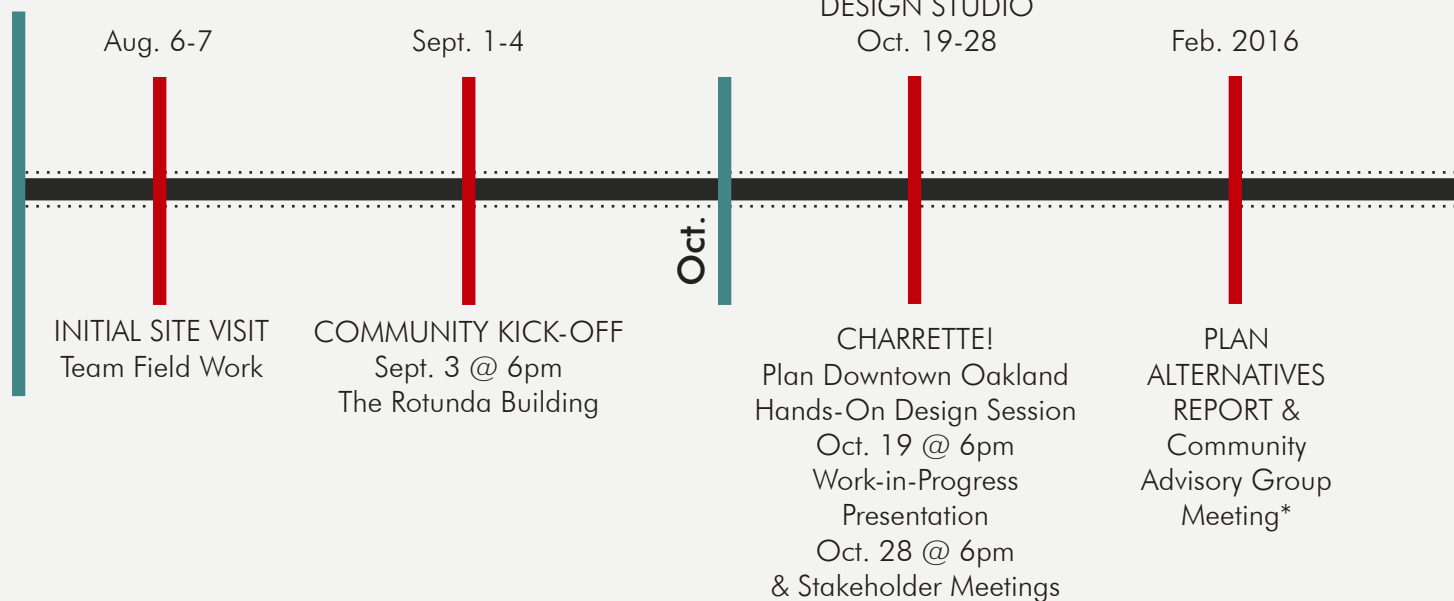 DESIGN STUDIO
Aug. 6-7
Sept. 1-4
Oct. 19-28
Feb. 2016
Oct.
INITIAL SITE VISIT
Team Field Work
COMMUNITY KICK-OFF
Sept. 3 @ 6pm
The Rotunda Building
CHARRETTE!
Plan Downtown Oakland
Hands-On Design Session
Oct. 19 @ 6pm
Work-in-Progress
Presentation
Oct. 28 @ 6pm
& Stakeholder Meetings
PLAN
ALTERNATIVES
REPORT &
Community
Advisory Group
Meeting*